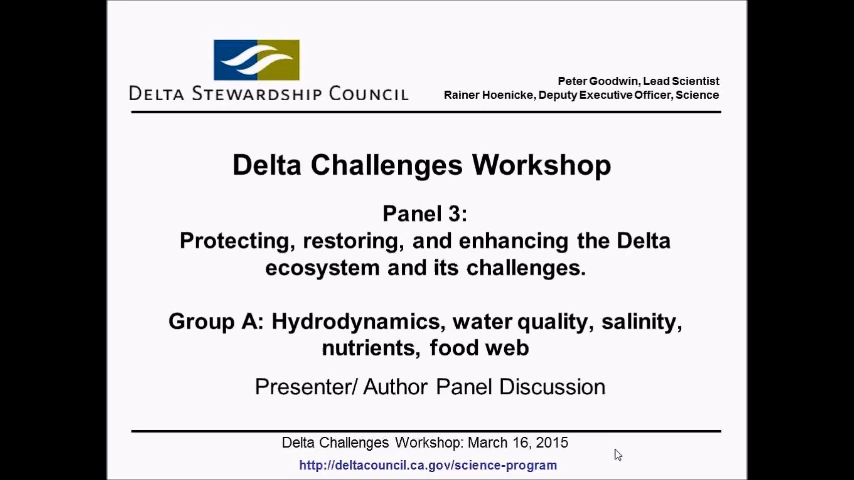 DELTA STEWARDSHIP COUNCIL
Peter Goodwin, Lead Scientist
Rainer Hoenicke, Deputy Executive Officer, Science
Delta Challenges Workshop
Panel 3:
Protecting, restoring, and enhancing the Delta
ecosystem and its challenges.
Group A: Hydrodynamics, water quality, salinity,
nutrients, food web
Presenter/ Author Panel Discussion
Delta Challenges Workshop: March 16, 2015
http://deltacouncil.ca.gov/science-program